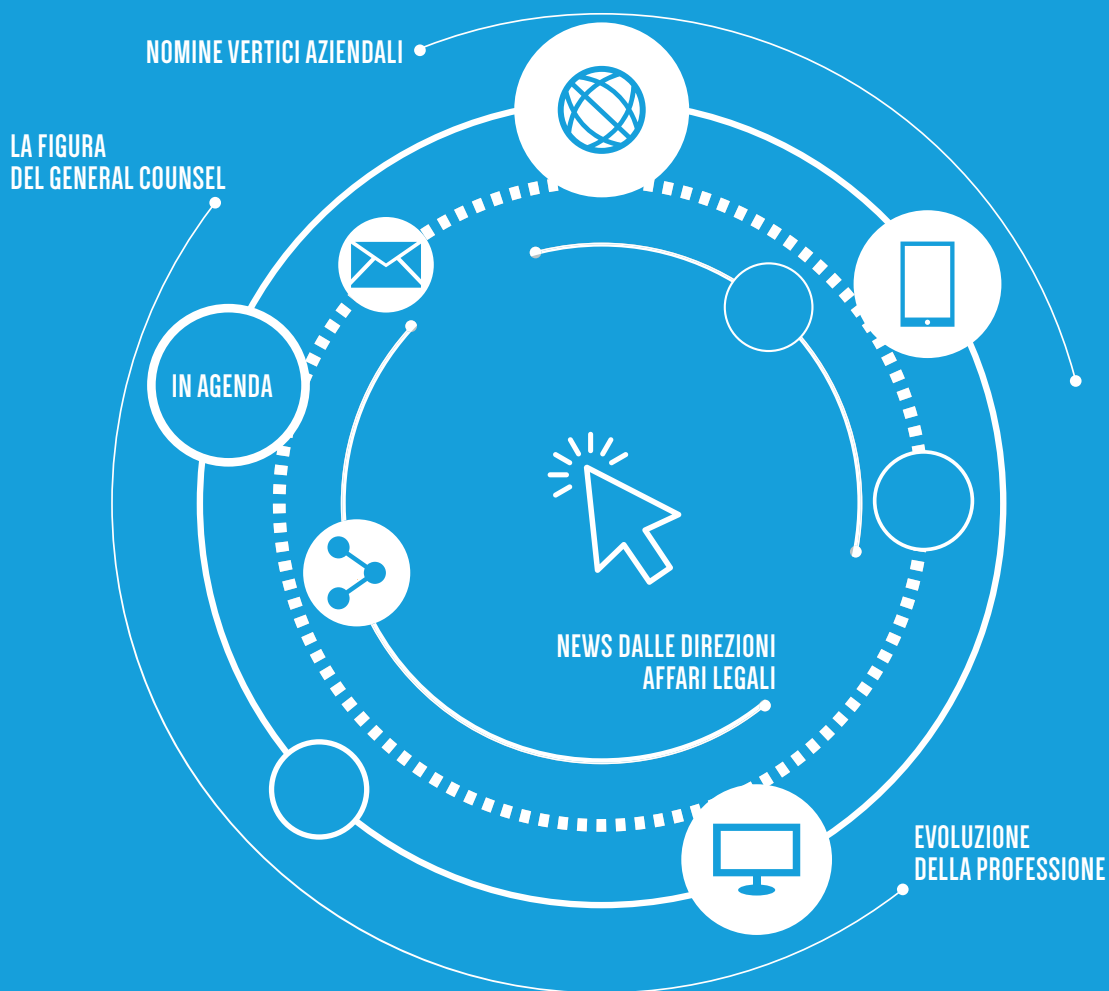 NOMINE VERTICI AZIENDALI
LA FIGURA
DEL GENERAL COUNSEL
IN AGENDA
NEWS DALLE DIREZIONI
AFFARI LEGALI
EVOLUZIONE
DELLA PROFESSIONE